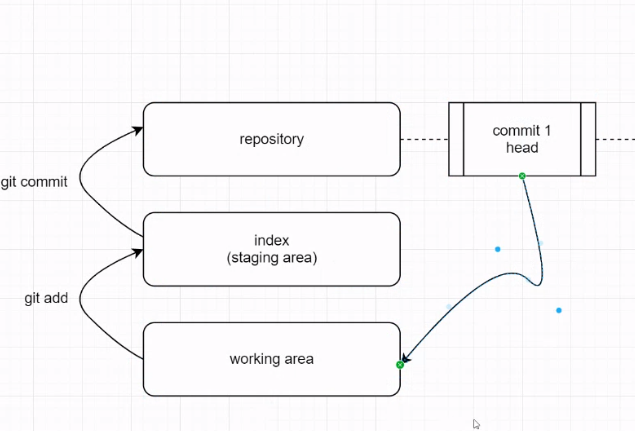 repository
commit 1
head
git commit
index
(staging area)
git add
working area